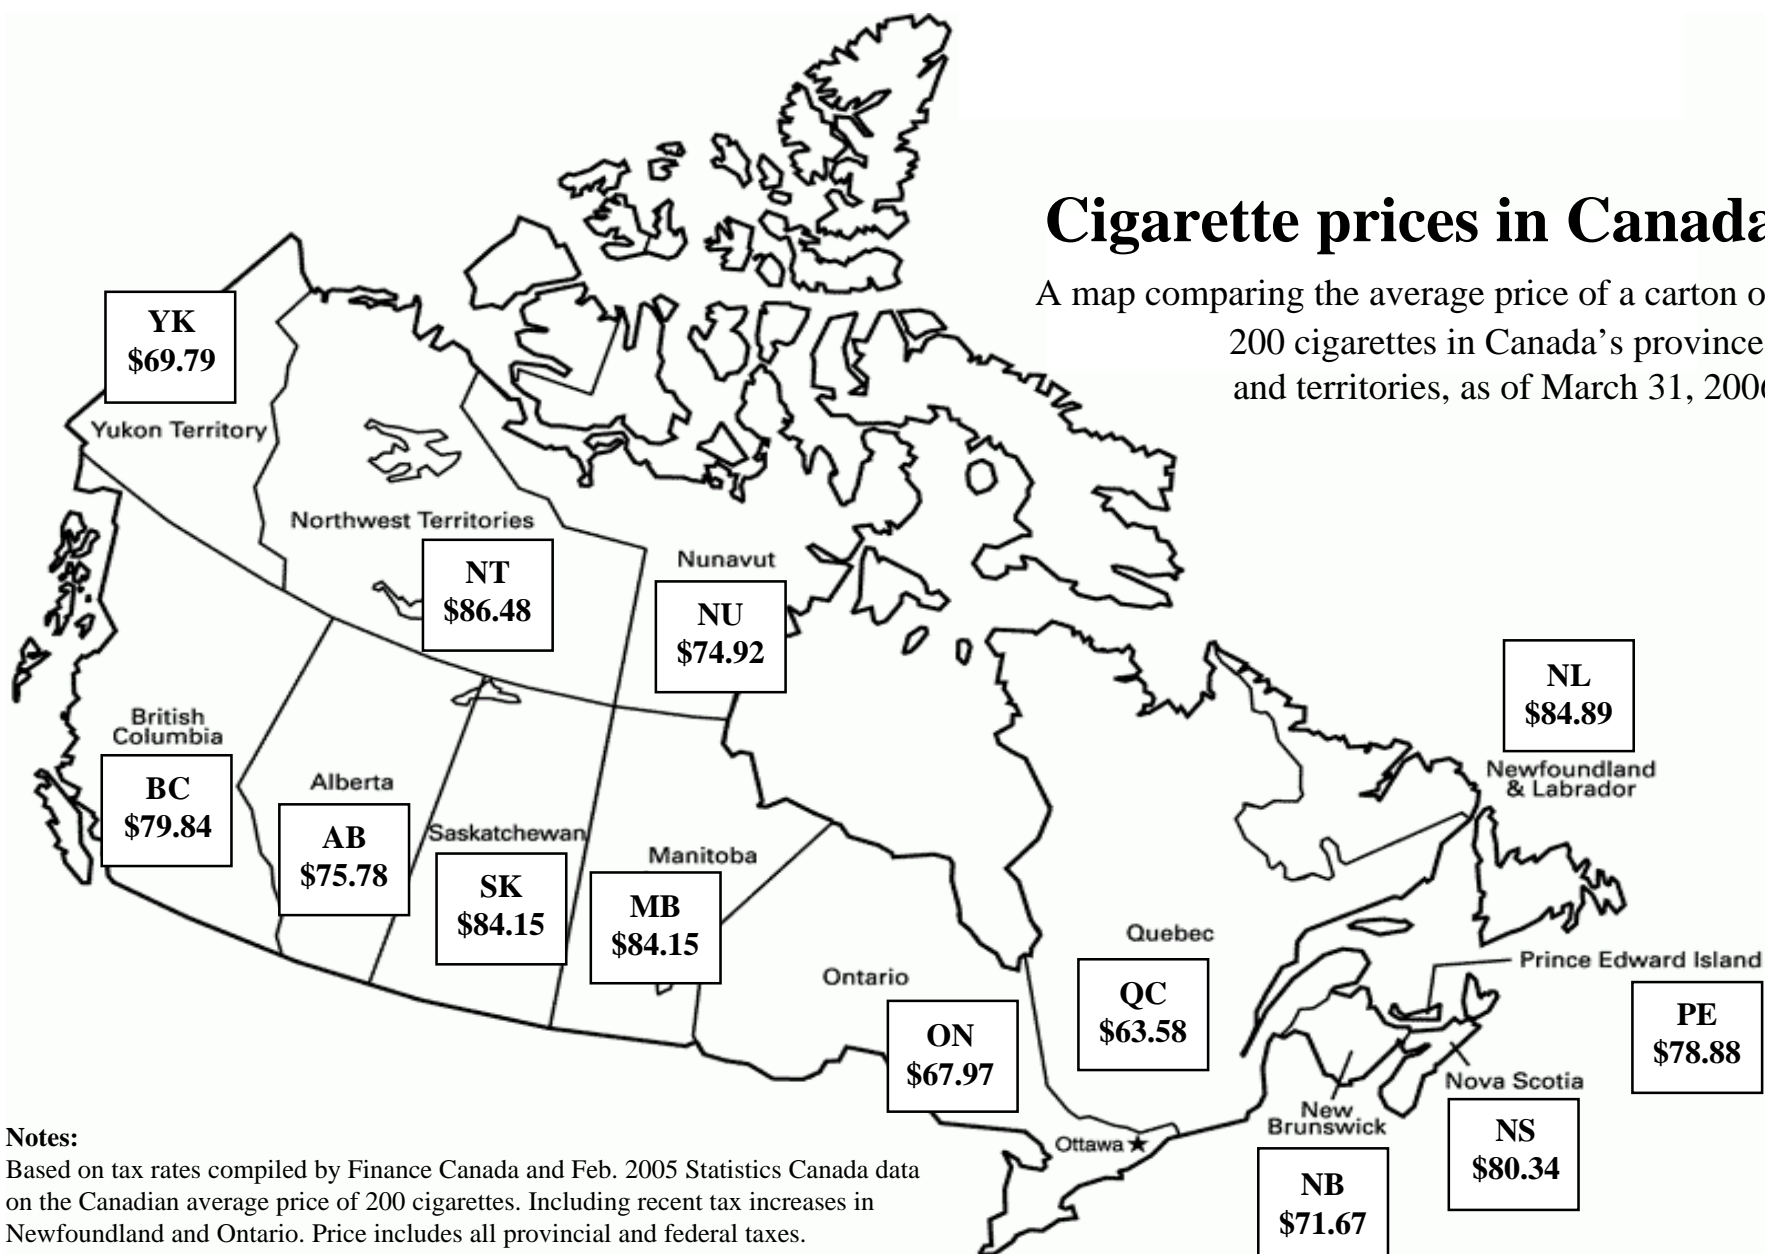 Cigarette prices in Canada
A map comparing the average price of a carton o
200 cigarettes in Canada’s province
and territories, as of March 31, 2006
YK
$69.79
Yukon Territory
Northwest Territories
NT
$86.48
Nunavut
NU
$74.92
NL
$84.89
Newfoundland
& Labrador
British
Columbia
BC
$79.84
Alberta
AB
$75.78
Saskatchewan
SK
$84.15
Manitoba
MB
$84.15
Ontario
ON
$67.97
Quebec
QC
$63.58
Prince Edward Island
PE
$78.88
Nova Scotia
NS
$80.34
New
Brunswick
NB
$71.67
Ottawa
Notes:
Based on tax rates compiled by Finance Canada and Feb. 2005 Statistics Canada data
on the Canadian average price of 200 cigarettes. Including recent tax increases in
Newfoundland and Ontario. Price includes all provincial and federal taxes.